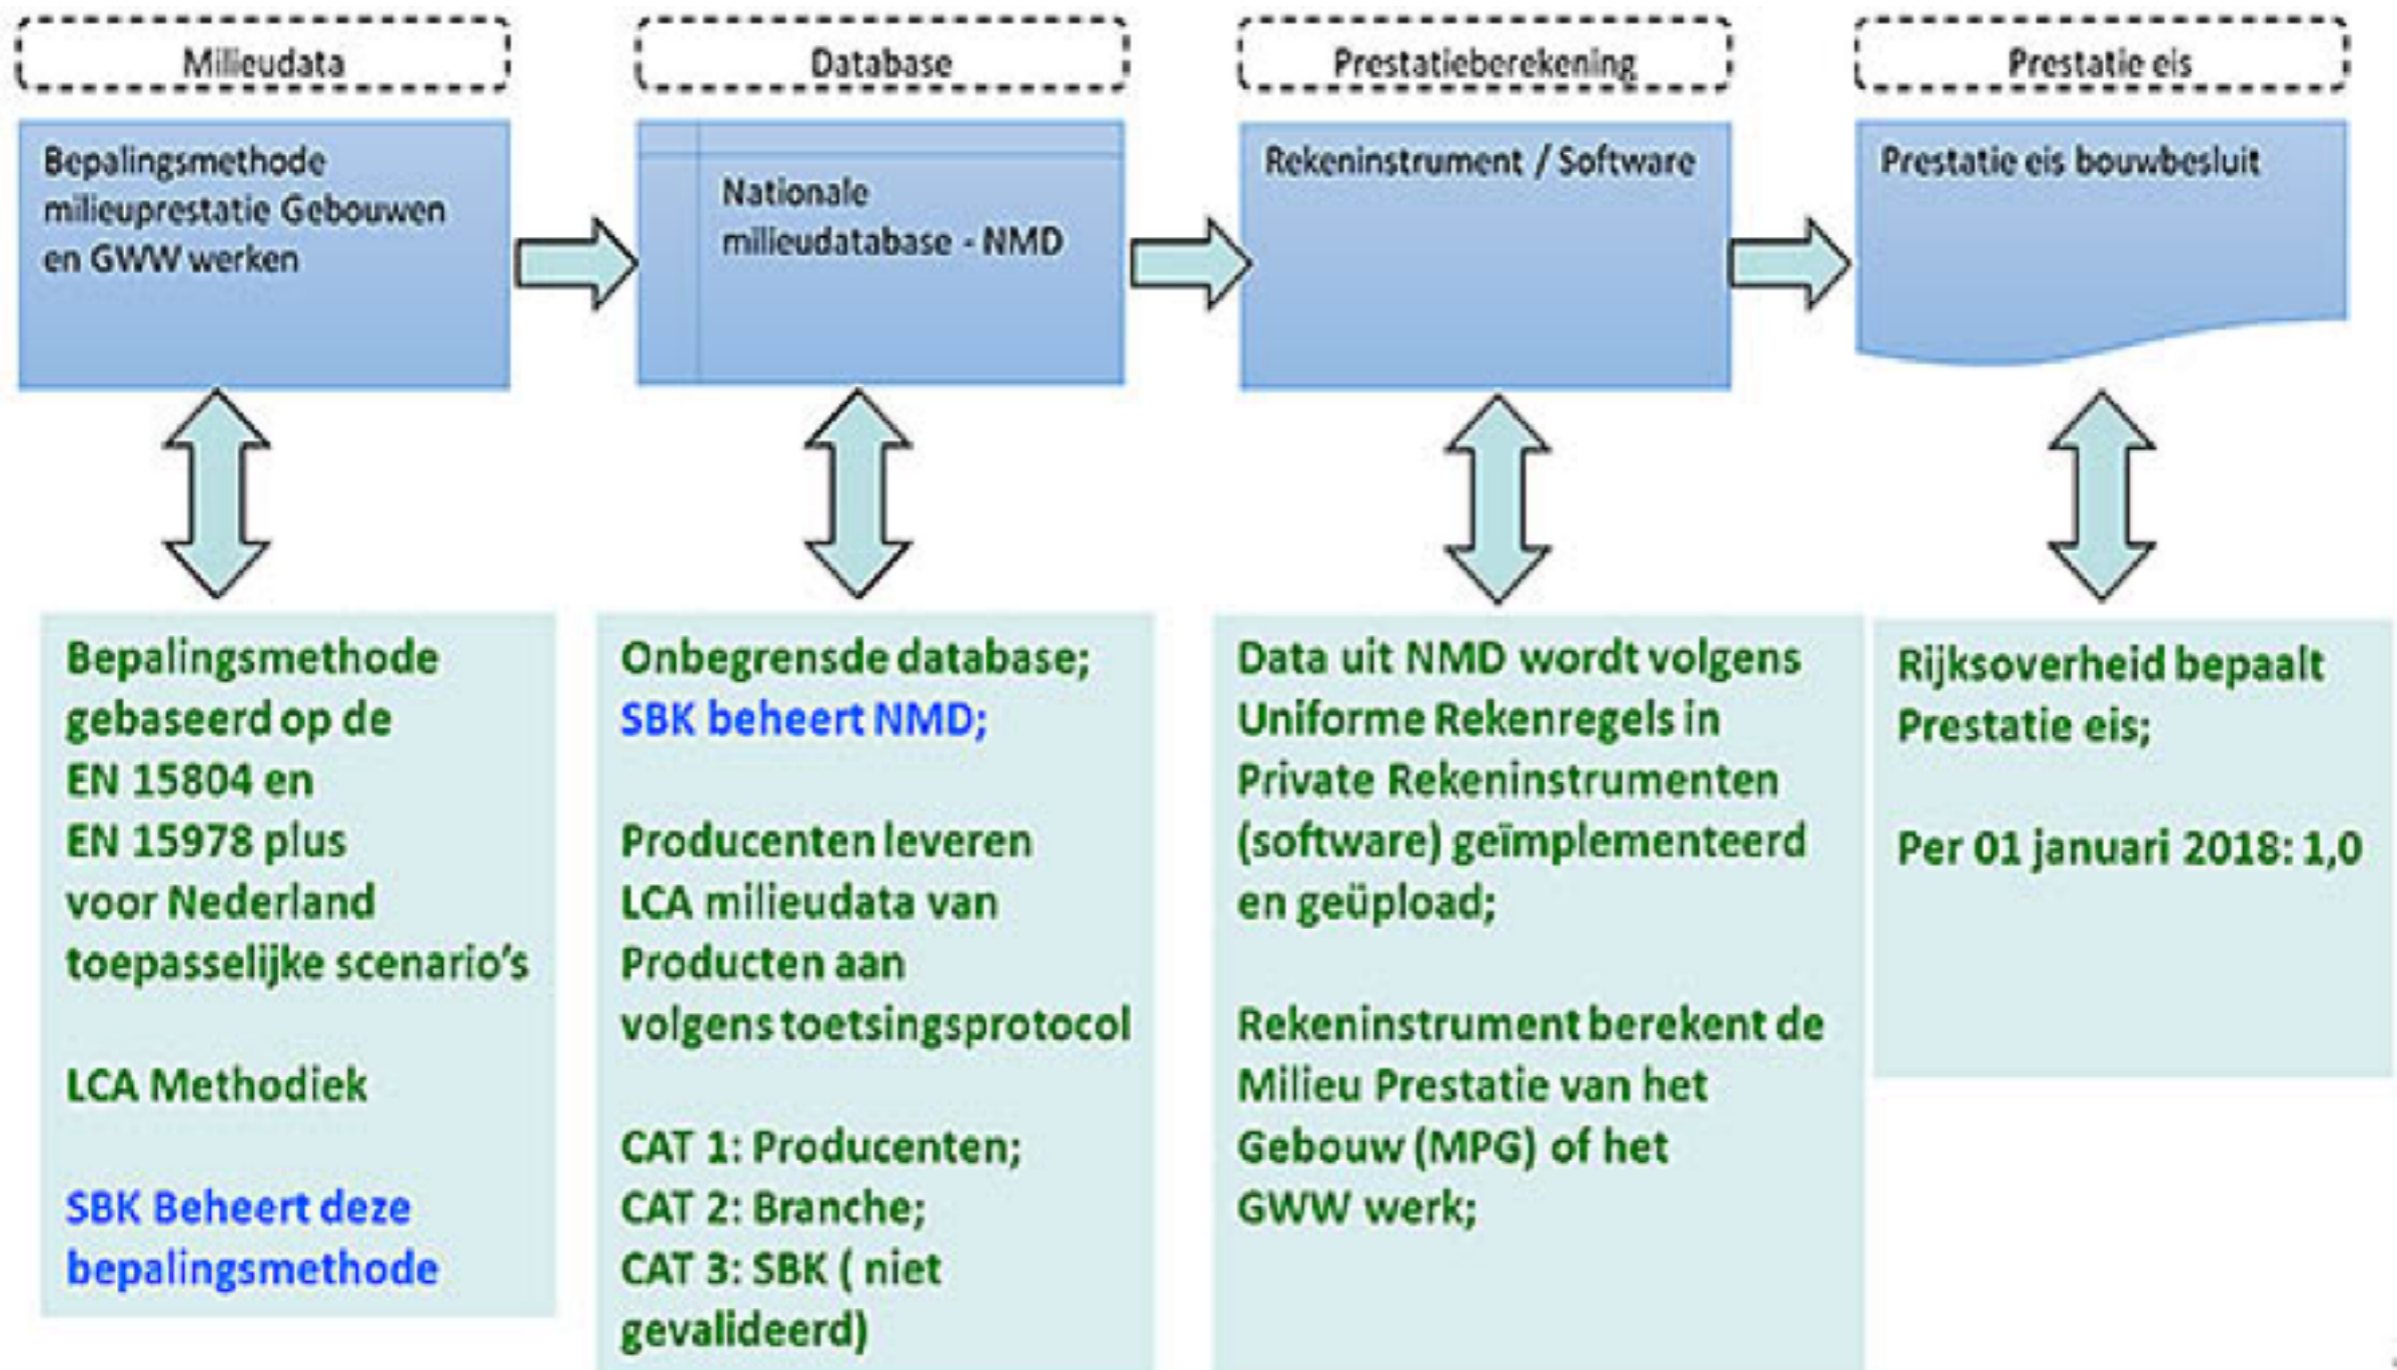 Milieudata
Bepalingsmethode
milieuprestatie Gebouwen
en GWW werken
Bepalingsmethode
gebaseerd op de
EN 15804 en
EN 15978 plus
voor Nederland
toepasselijke scenario's
LCA Methodiek
SBK Beheert deze
bepalingsmethode
Database
Nationale
milieudatabase - NMD
Onbegrensde database;
SBK beheert NMD;
Producenten leveren
LCA milieudata van
Producten aan
volgens toetsingsprotocol
CAT 1: Producenten;
CAT 2: Branche;
CAT 3: SBK ( niet
gevalideerd)
Prestatieberekening
Rekeninstrument / Software
Data uit NMD wordt volgens
Uniforme Rekenregels in
Private Rekeninstrumenten
(software) geïmplementeerd
en geüpload;
Rekeninstrument berekent de
Milieu Prestatie van het
Gebouw (MPG) of het
GWW werk;
Prestatie eis
Prestatie eis bouwbesluit
Rijksoverheid bepaalt
Prestatie eis;
Per 01 januari 2018: 1,0